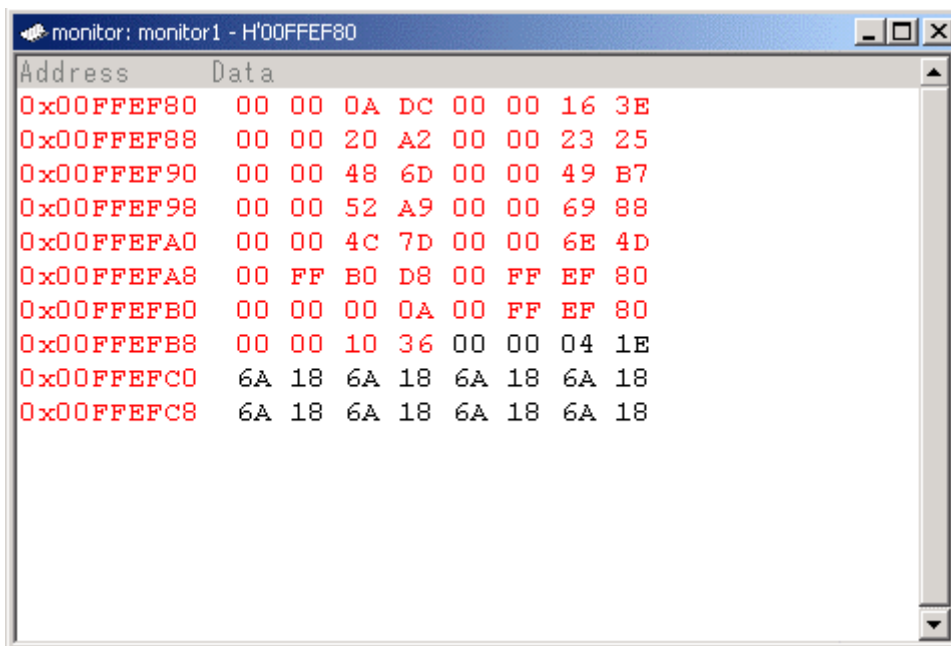 monitor: monitor1 - H'00FFEF80
Address Data
0x00FFEF80 00 00 0A DC 00 00 16 3E
0x00FFEF88 00 00 20 A2 00 00 23 25
0x00FFEF90 00 00 48 6D 00 00 49 B7
0x00FFEF98 00 00 52 A9 00 00 69 88
0x00FFEFA0 00 00 4C 7D 00 00 6E 4D
0x00FFEFA8 00 FF B0 D8 00 FF EF 80
0x00FFEFB0 00 00 00 0A 00 FF EF 80
0x00FFEFB8 00 00 10 36 00 00 04 1E
0x00FFEFC0 6A 18 6A 18 6A 18 6A 18
0x00FFEFC8 6A 18 6A 18 6A 18 6A 18